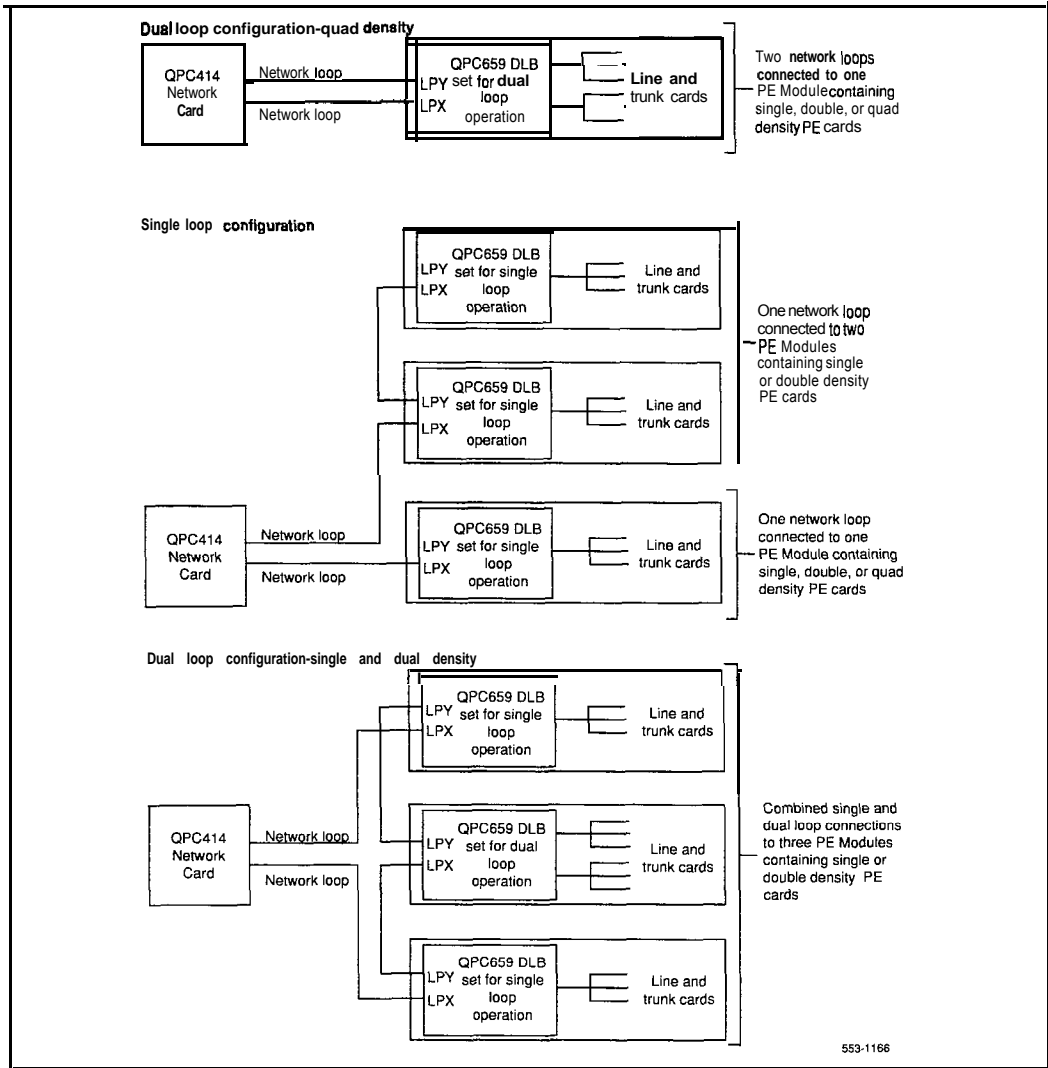 Dual loop configuration-quad density
QPC414
Network
Card
Network loop
Network loop
LPY
LPX
QPC659 DLB
set for dual
loop
operation
Line and
trunk cards
Two network loops
connected to one
PE Module containing
single, double, or quad
density PE cards
Single loop configuration
LPY
LPX
QPC659 DLB
set for single
loop
operation
Line and
trunk cards
LPY
LPX
QPC659 DLB
set for single
loop
operation
Line and
trunk cards
One network loop
connected to two
PE Modules
containing single
or double density
PE cards
QPC414
Network
Card
Network loop
Network loop
LPY
LPX
QPC659 DLB
set for single
loop
operation
Line and
trunk cards
One network loop
connected to one
PE Module containing
single, double, or quad
density PE cards
Dual loop configuration-single and dual density
LPY
LPX
QPC659 DLB
set for single
loop
operation
Line and
trunk cards
QPC414
Network
Card
Network loop
Network loop
LPY
LPX
QPC659 DLB
set for dual
loop
operation
Line and
trunk cards
Combined single and
dual loop connections
to three PE Modules
containing single or
double density PE
cards
LPY
LPX
QPC659 DLB
set for single
loop
operation
Line and
trunk cards
553-1166